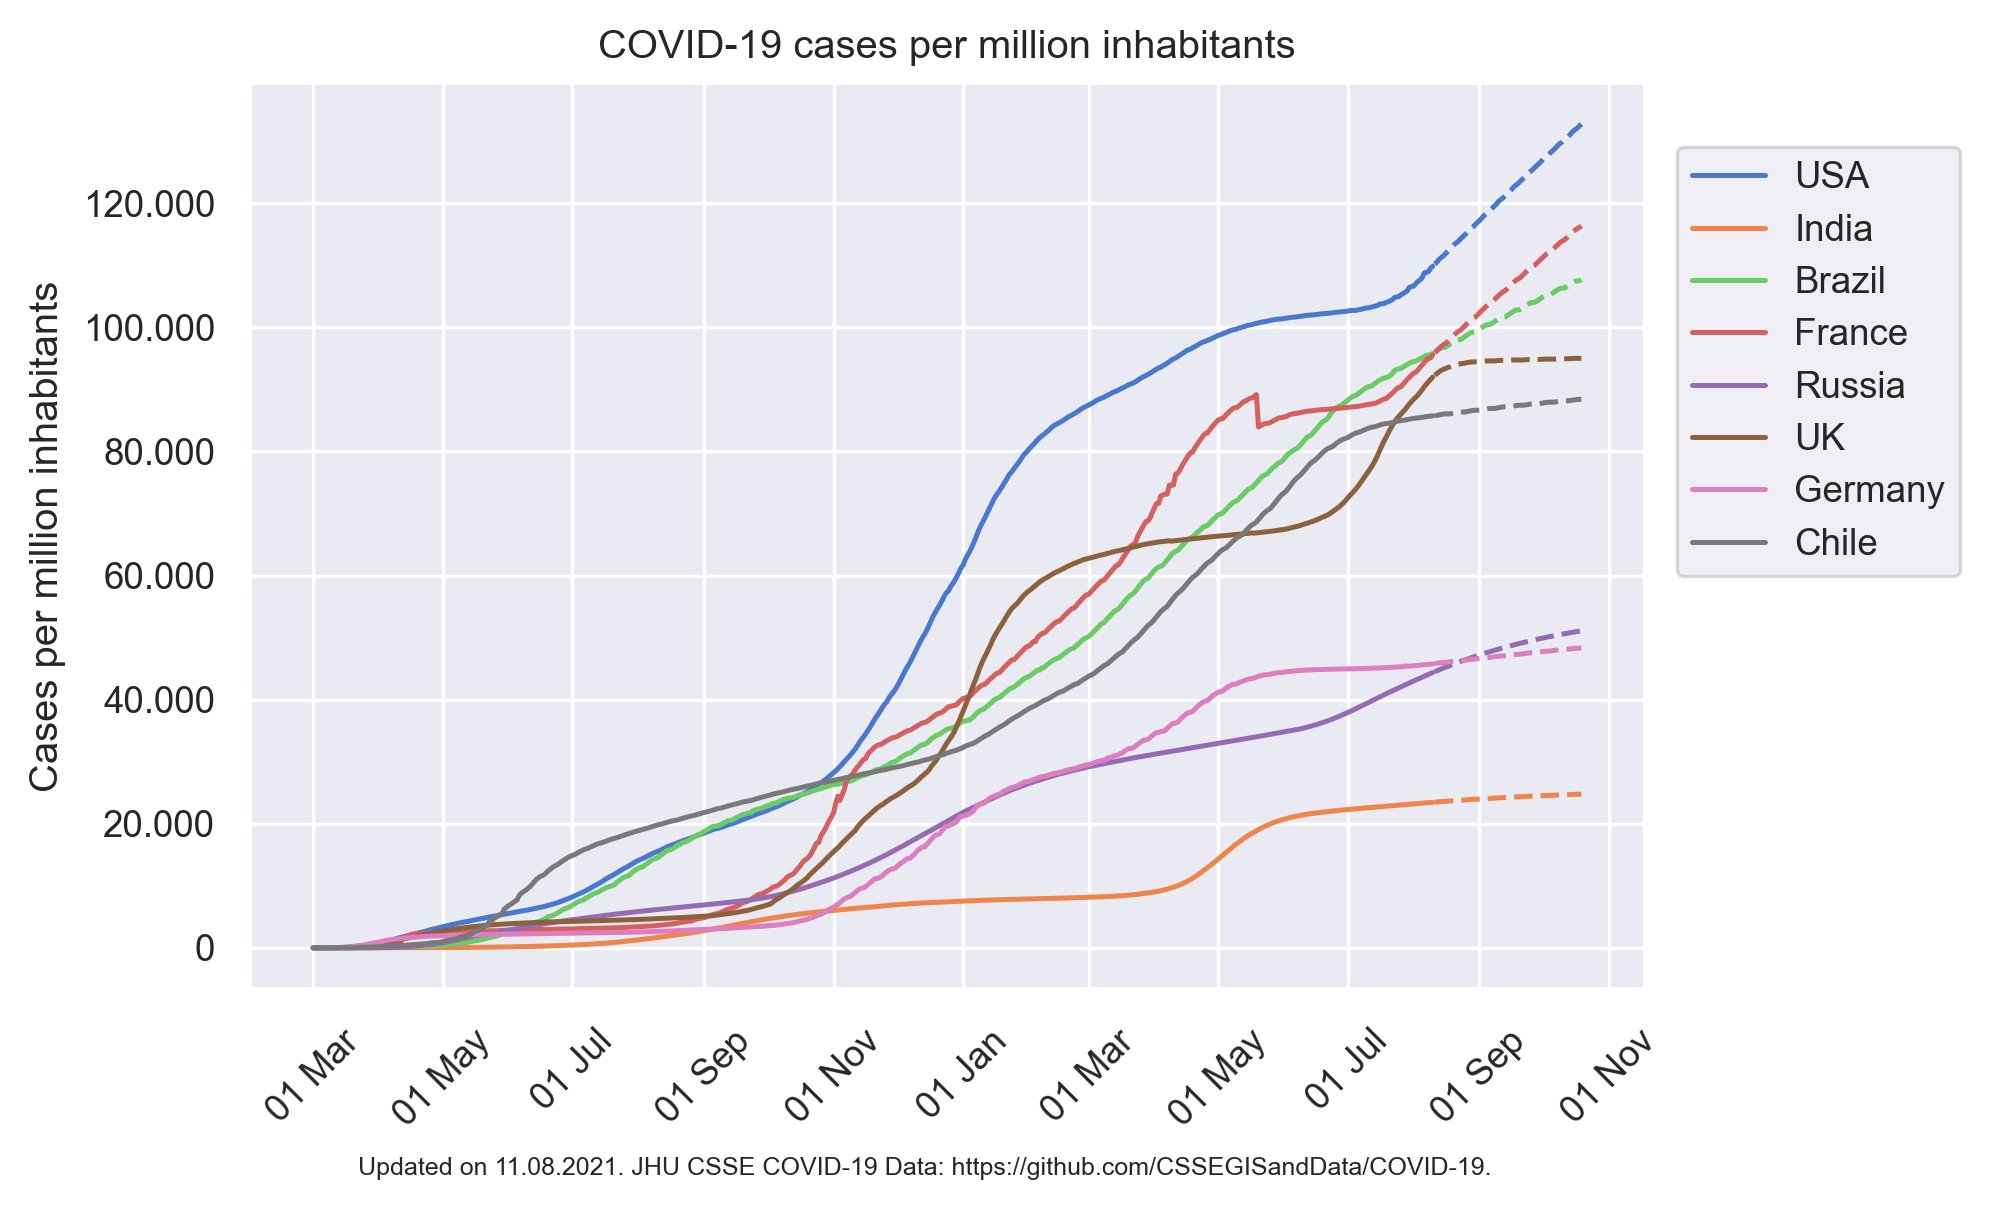 COVID-19 cases per million inhabitants
Cases per million inhabitants
120.000
100.000
80.000
60.000
40.000
20.000
0
01 Mar
01 May
01 Jul
01 Sep
01 Nov
01 Jan
01 Mar
01 May
01 Jul
01 Sep
01 Nov
USA
India
Brazil
France
Russia
UK
Germany
Chile
Updated on 11.08.2021. JHU CSSE COVID-19 Data: https://github.com/CSSEGISandData/COVID-19.